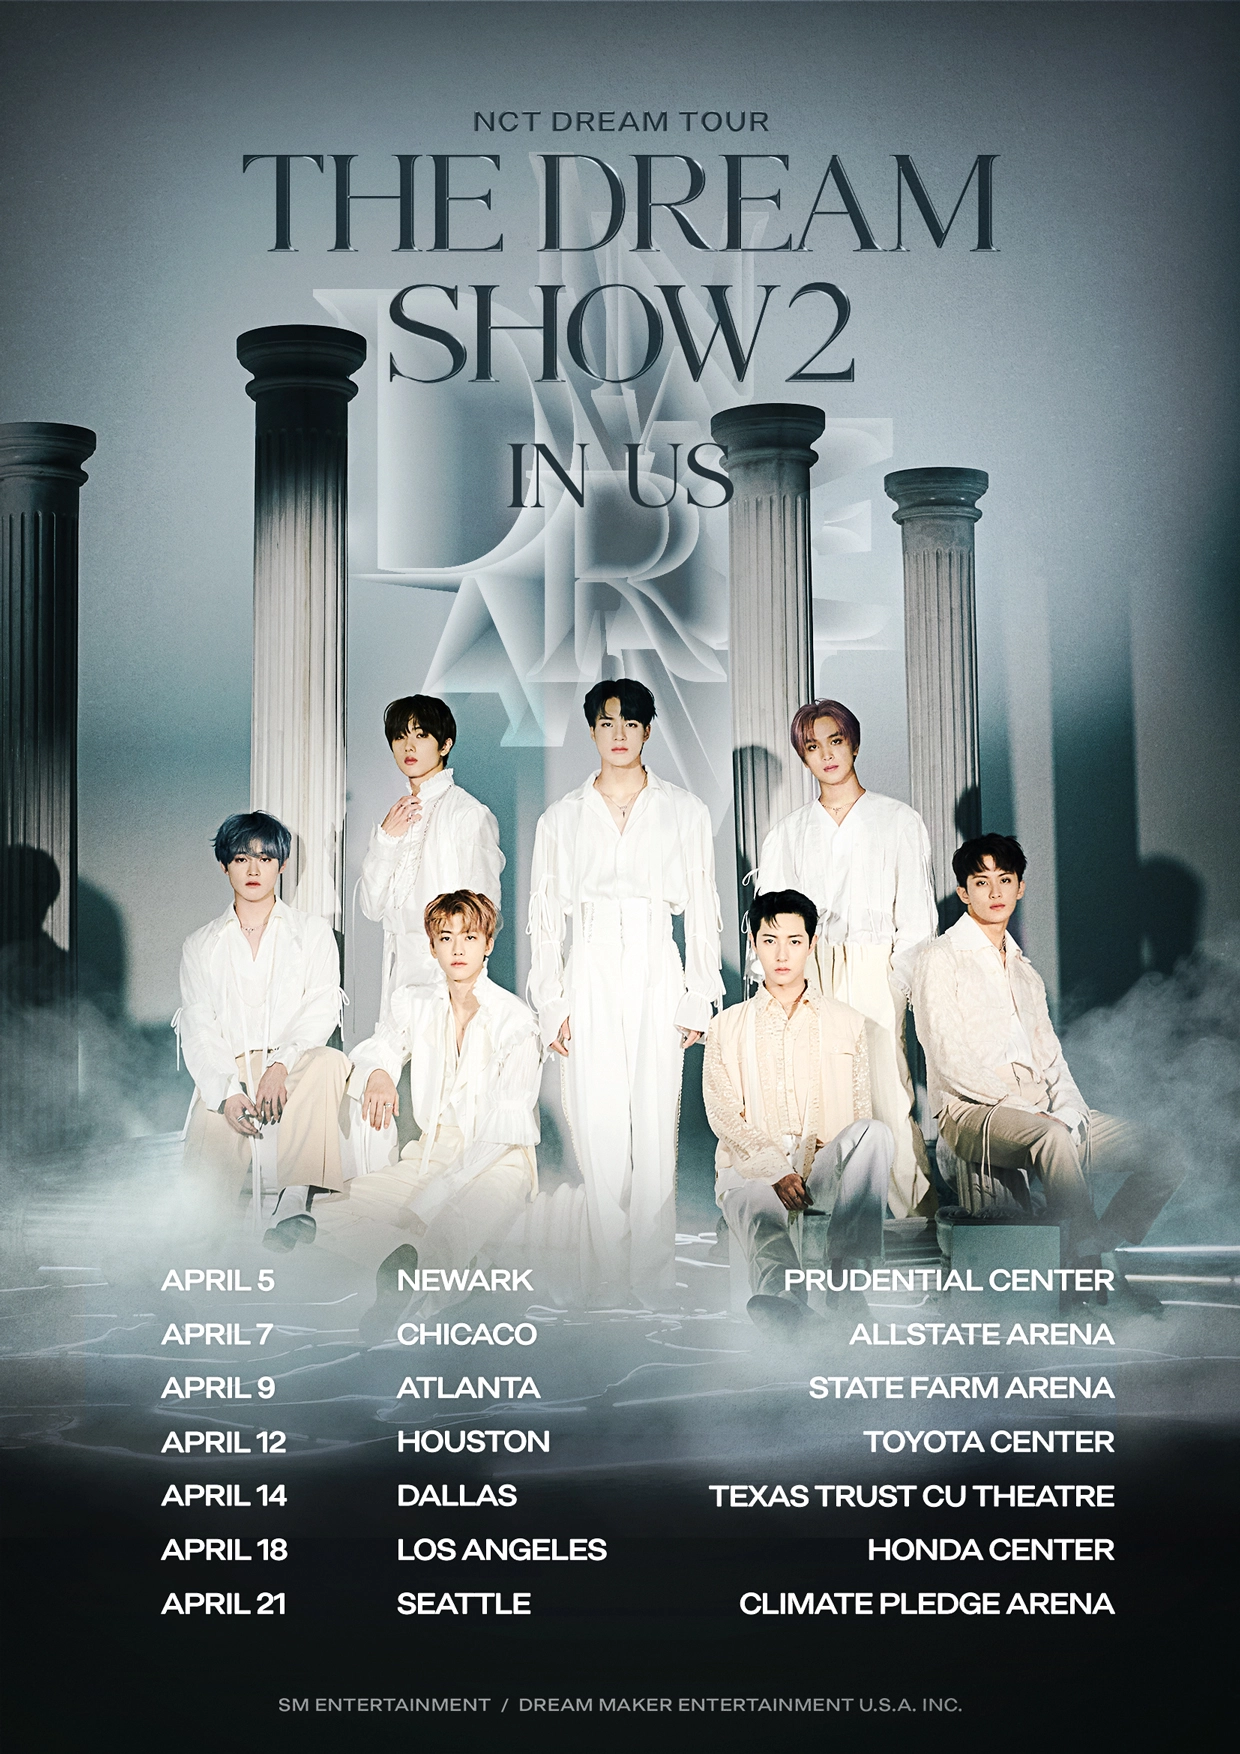 NCT DREAM TOUR
THE DREAM
SHOW 2
IN US
IN
A
DREAM
APRIL 5 NEWARK PRUDENTIAL CENTER
APRIL 7 CHICACO ALLSTATE ARENA
APRIL 9 ATLANTA STATE FARM ARENA
APRIL 12 HOUSTON TOYOTA CENTER
APRIL 14 DALLAS TEXAS TRUST CU THEATRE
APRIL 18 LOS ANGELES HONDA CENTER
APRIL 21 SEATTLE CLIMATE PLEDGE ARENA
SM ENTERTAINMENT / DREAM MAKER ENTERTAINMENT U.S.A. INC.